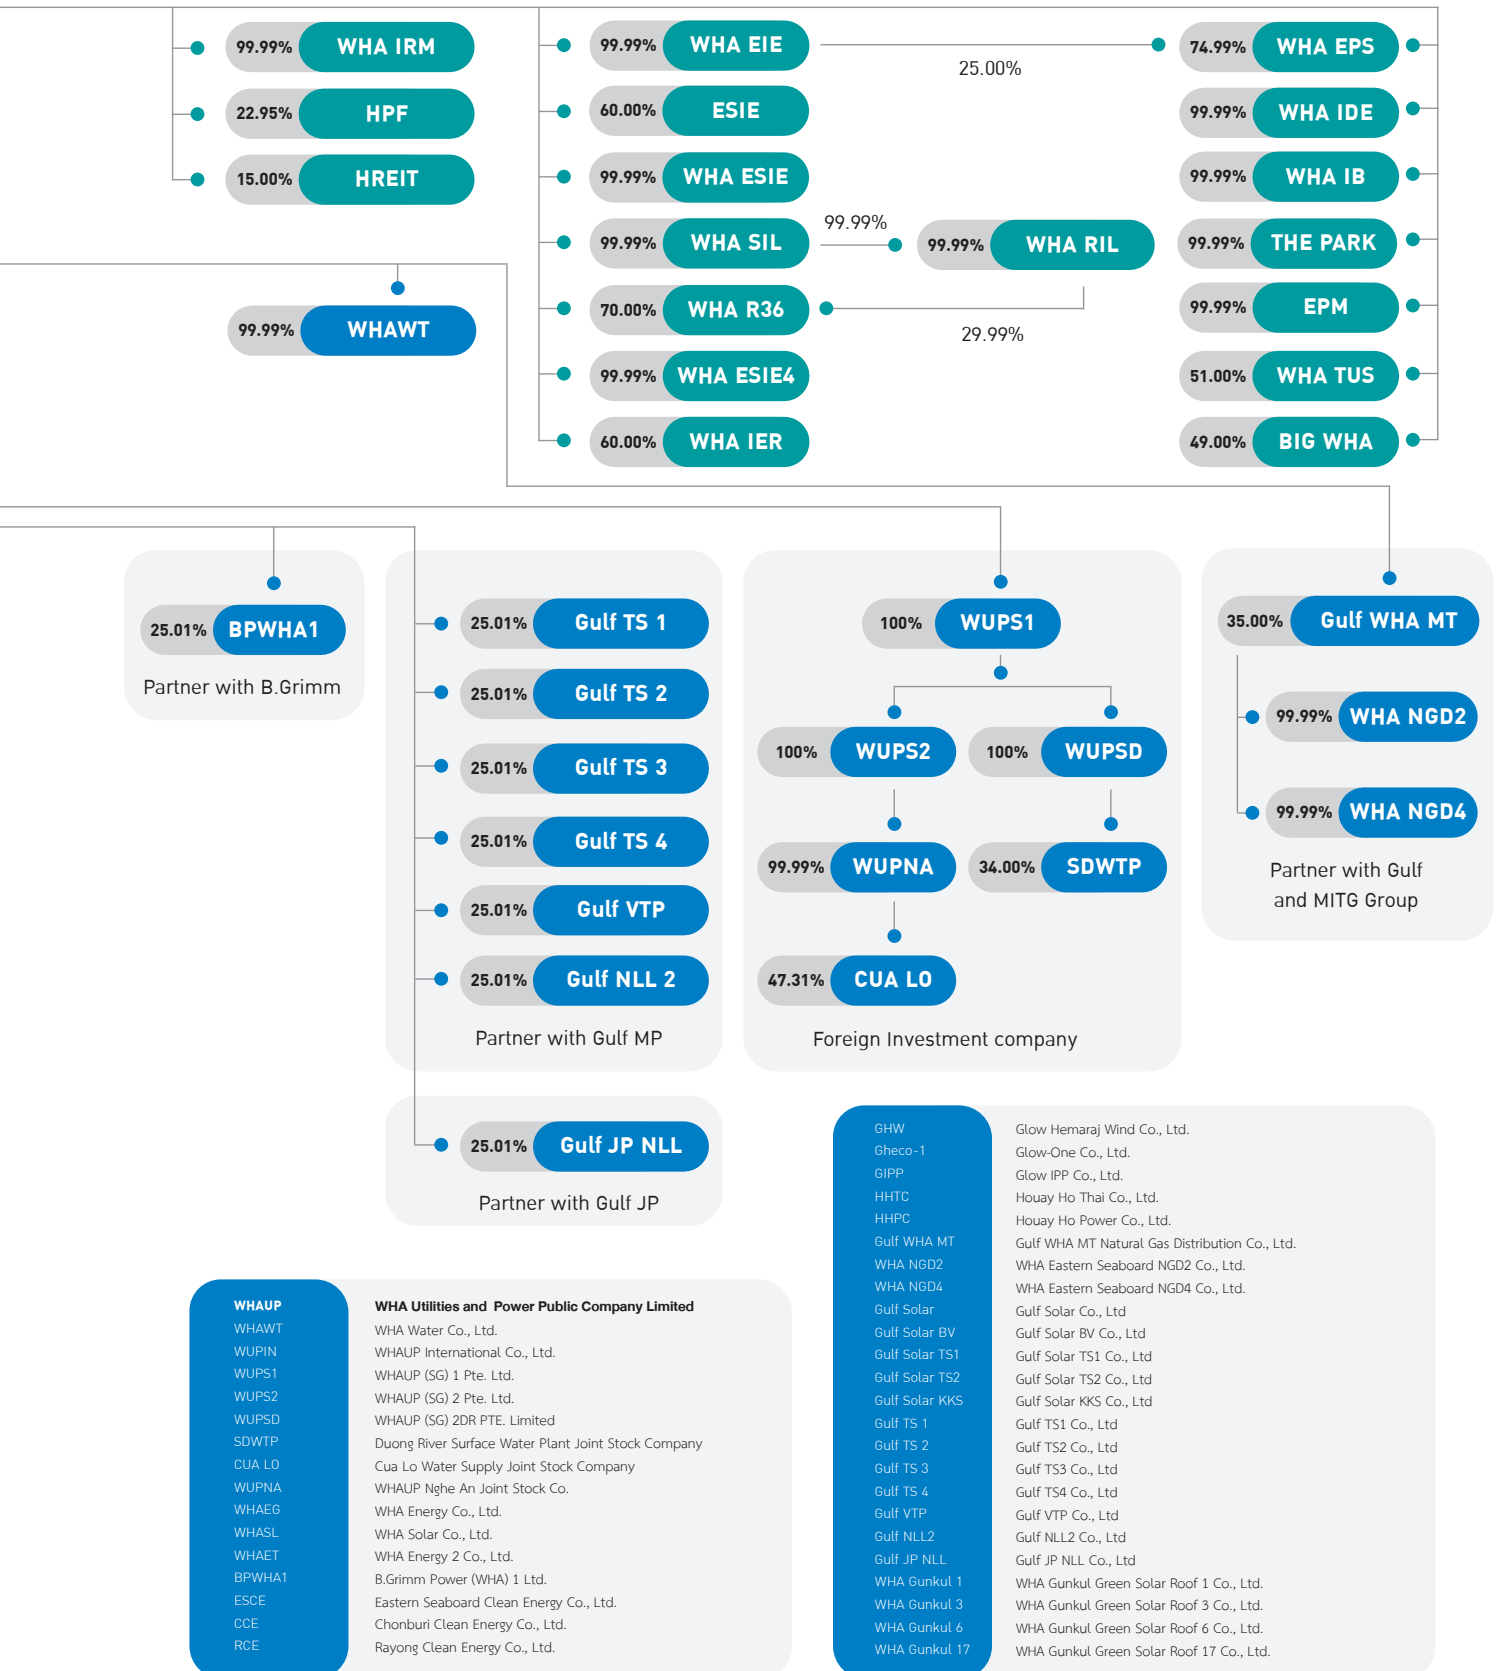 99.99% WHA IRM
22.95% HPF
15.00% HREIT
99.99% WHAWT
99.99% WHA EIE
25.00%
60.00% ESIE
99.99% WHA ESIE
99.99% WHA SIL
99.99%
99.99% WHA RIL
70.00% WHA R36
29.99%
99.99% WHA ESIE4
60.00% WHA IER
74.99% WHA EPS
99.99% WHA IDE
99.99% WHA IB
99.99% THE PARK
99.99% EPM
51.00% WHA TUS
49.00% BIG WHA
25.01% BPWHA1
Partner with B.Grimm
25.01% Gulf TS 1
25.01% Gulf TS 2
25.01% Gulf TS 3
25.01% Gulf TS 4
25.01% Gulf VTP
25.01% Gulf NLL 2
Partner with Gulf MP
25.01% Gulf JP NLL
Partner with Gulf JP
100% WUPS1
100% WUPS2
100% WUPSD
99.99% WUPNA
34.00% SDWTP
47.31% CUA LO
Foreign Investment company
35.00% Gulf WHA MT
99.99% WHA NGD2
99.99% WHA NGD4
Partner with Gulf
and MITG Group
WHAUP WHA Utilities and Power Public Company Limited
WHAWT WHA Water Co., Ltd.
WUPIN WHAUP International Co., Ltd.
WUPS1 WHAUP (SG) 1 Pte. Ltd.
WUPS2 WHAUP (SG) 2 Pte. Ltd.
WUPSD WHAUP (SG) 2DR PTE. Limited
SDWTP Duong River Surface Water Plant Joint Stock Company
CUA LO Cua Lo Water Supply Joint Stock Company
WUPNA WHAUP Nghe An Joint Stock Co.
WHAEG WHA Energy Co., Ltd.
WHASL WHA Solar Co., Ltd.
WHAET WHA Energy 2 Co., Ltd.
BPWHA1 B.Grimm Power (WHA) 1 Ltd.
ESCE Eastern Seaboard Clean Energy Co., Ltd.
CCE Chonburi Clean Energy Co., Ltd.
RCE Rayong Clean Energy Co., Ltd.
GHW Glow Hemaraj Wind Co., Ltd.
Gheco-1 Glow-One Co., Ltd.
GIPP Glow IPP Co., Ltd.
HHTC Houay Ho Thai Co., Ltd.
HHPC Houay Ho Power Co., Ltd.
Gulf WHA MT Gulf WHA MT Natural Gas Distribution Co., Ltd.
WHA NGD2 WHA Eastern Seaboard NGD2 Co., Ltd.
WHA NGD4 WHA Eastern Seaboard NGD4 Co., Ltd.
Gulf Solar Gulf Solar Co., Ltd
Gulf Solar BV Gulf Solar BV Co., Ltd
Gulf Solar TS1 Gulf Solar TS1 Co., Ltd
Gulf Solar TS2 Gulf Solar TS2 Co., Ltd
Gulf Solar KKS Gulf Solar KKS Co., Ltd
Gulf TS 1 Gulf TS1 Co., Ltd
Gulf TS 2 Gulf TS2 Co., Ltd
Gulf TS 3 Gulf TS3 Co., Ltd
Gulf TS 4 Gulf TS4 Co., Ltd
Gulf VTP Gulf VTP Co., Ltd
Gulf NLL2 Gulf NLL2 Co., Ltd
Gulf JP NLL Gulf JP NLL Co., Ltd
WHA Gunkul 1 WHA Gunkul Green Solar Roof 1 Co., Ltd.
WHA Gunkul 3 WHA Gunkul Green Solar Roof 3 Co., Ltd.
WHA Gunkul 6 WHA Gunkul Green Solar Roof 6 Co., Ltd.
WHA Gunkul 17 WHA Gunkul Green Solar Roof 17 Co., Ltd.